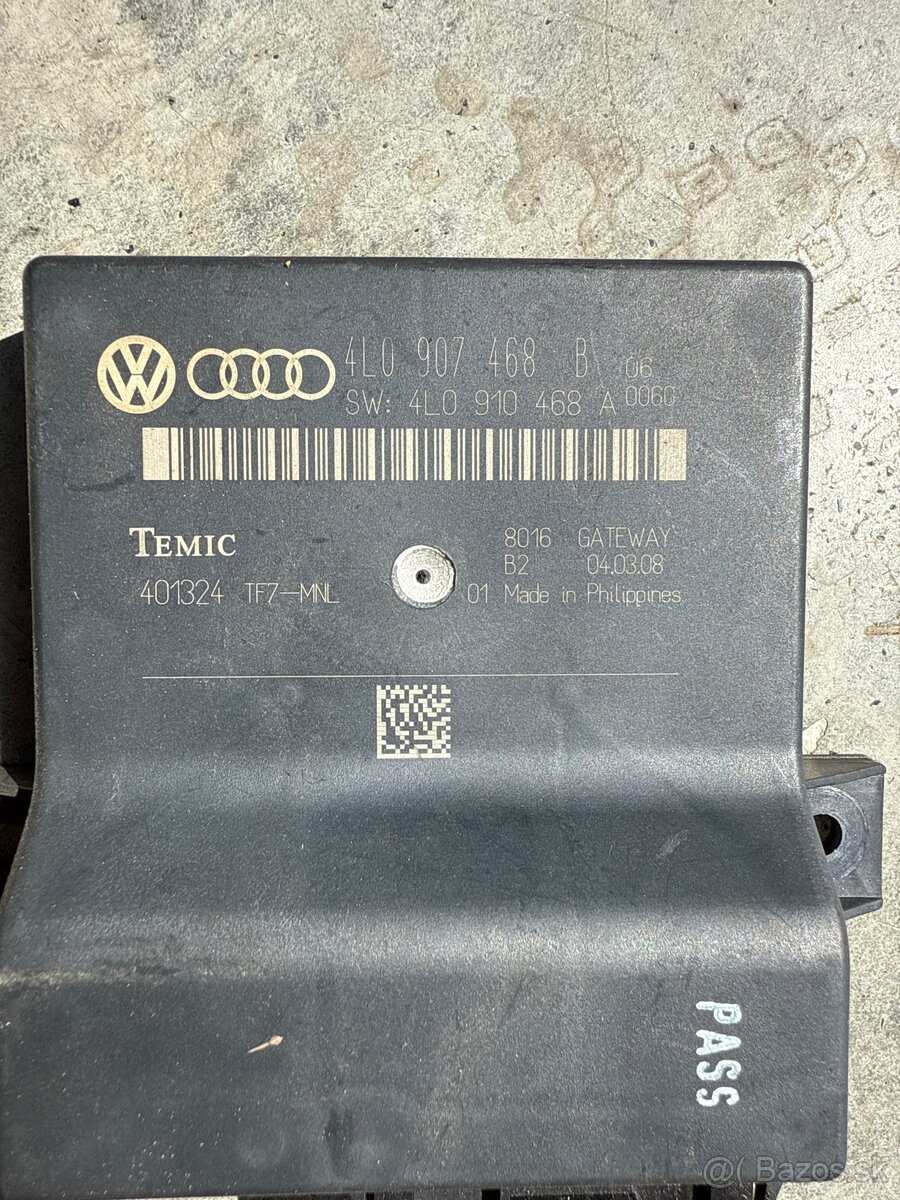 4L0 907 468 B 06
SW: 4L0 910 468 A 0060
TEMIC
8016 GATEWAY
B2 04.03.08
401324 TF7-MNL
01 Made in Philippines
PASS
@( Bazos.sk